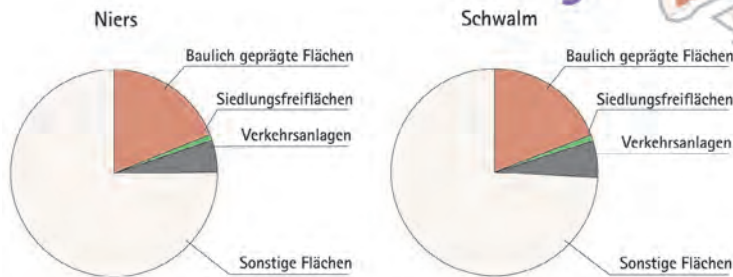 Niers
Baulich geprägte Flächen
Siedlungsfreiflächen
Verkehrsanlagen
Sonstige Flächen
Schwalm
Baulich geprägte Flächen
Siedlungsfreiflächen
Verkehrsanlagen
Sonstige Flächen